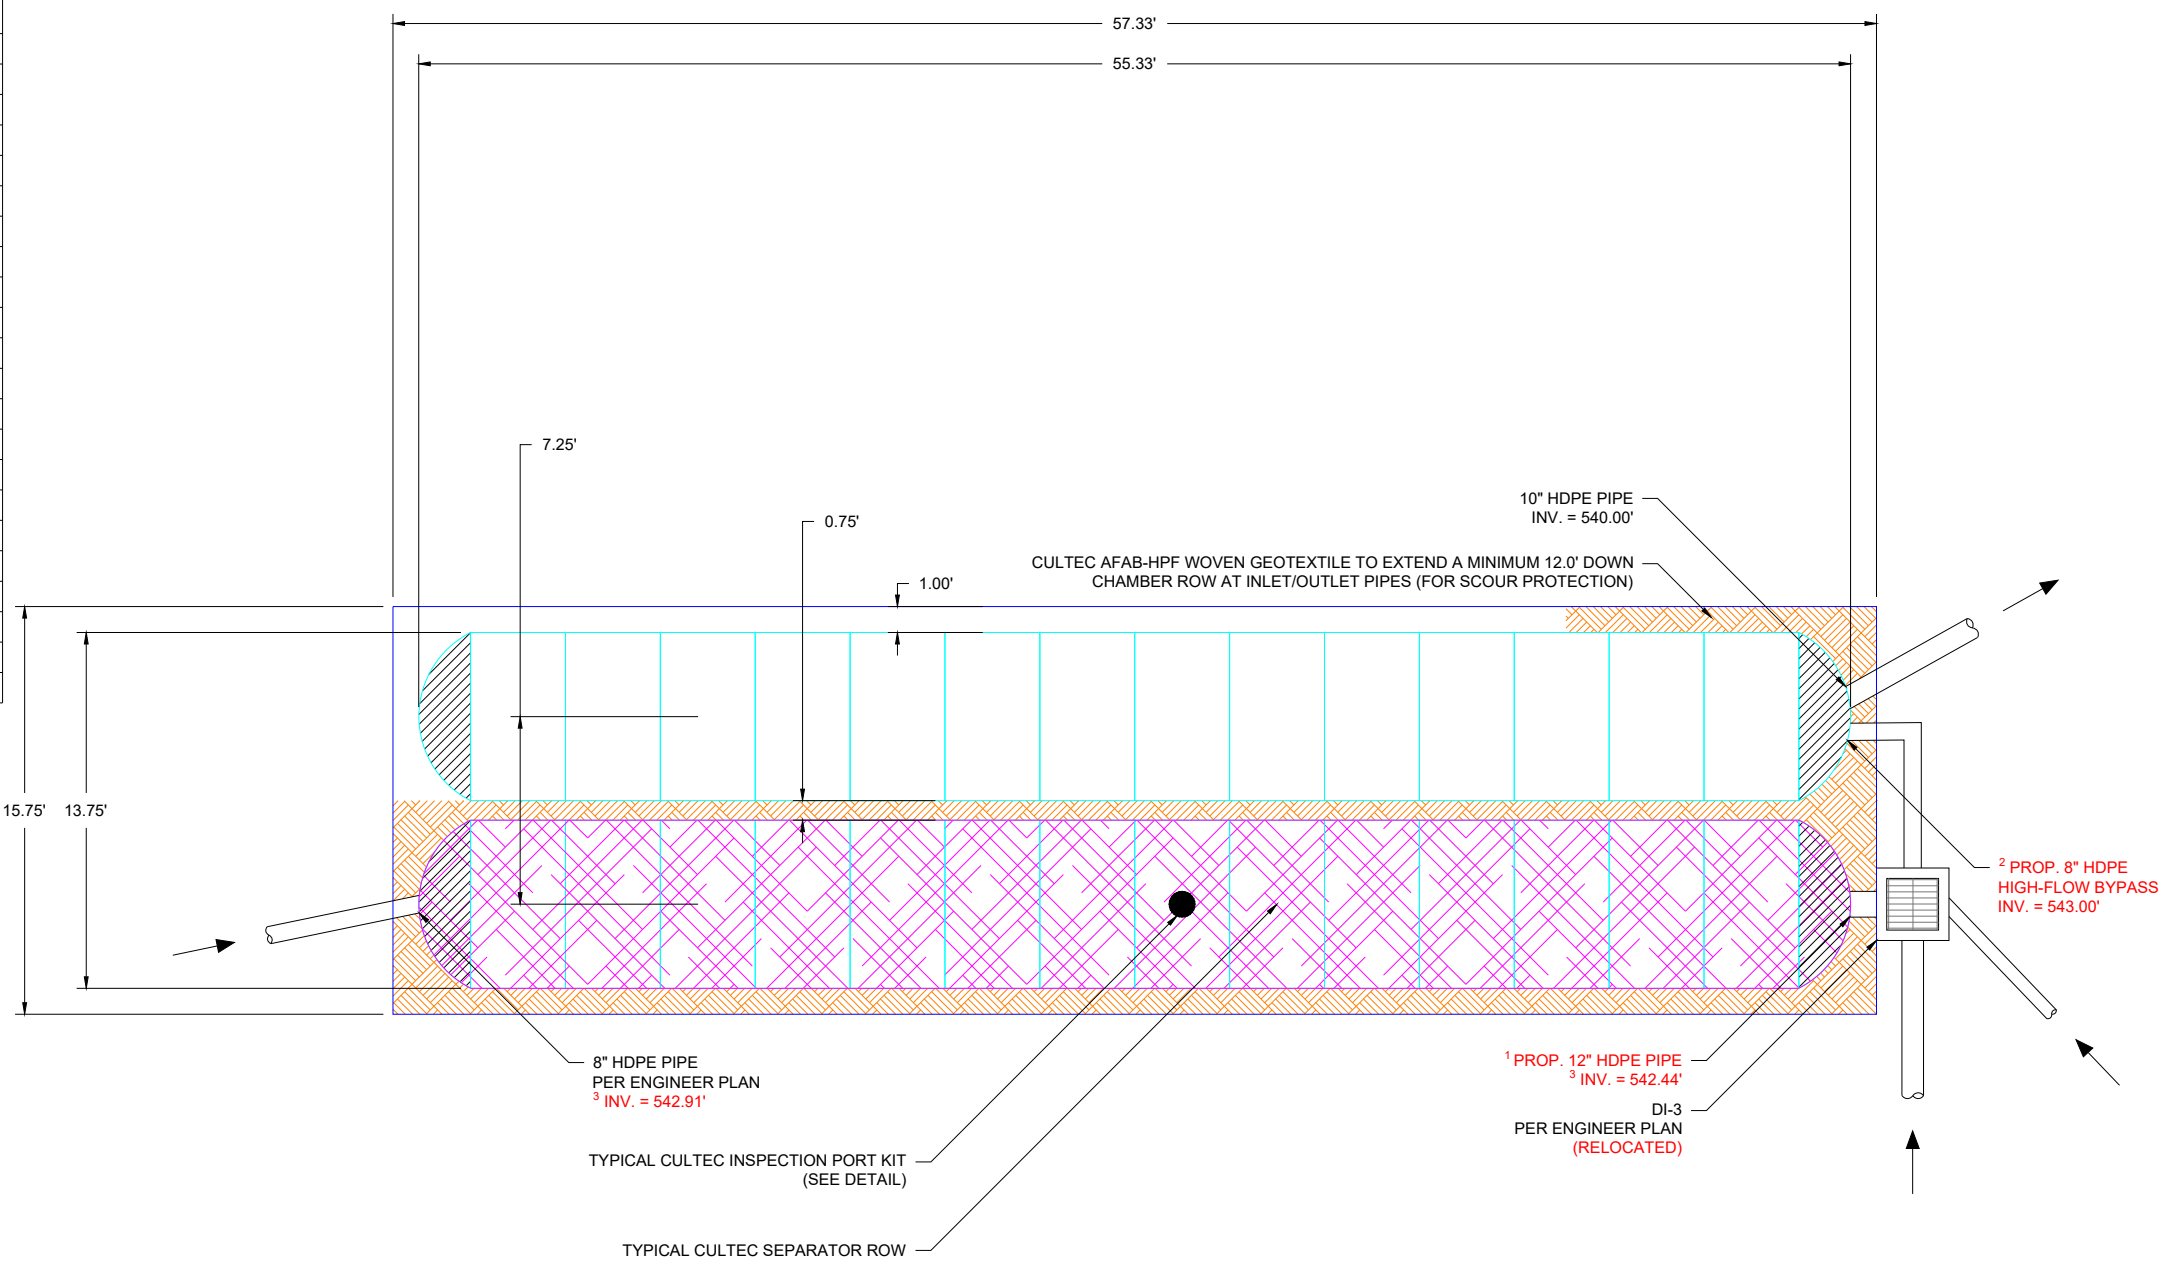 57.33'
55.33'
7.25'
0.75'
1.00'
10" HDPE PIPE
INV. = 540.00'
CULTEC AFAB-HPF WOVEN GEOTEXTILE TO EXTEND A MINIMUM 12.0' DOWN
CHAMBER ROW AT INLET/OUTLET PIPES (FOR SCOUR PROTECTION)
15.75'
13.75'
2 PROP. 8" HDPE
HIGH-FLOW BYPASS
INV. = 543.00'
8" HDPE PIPE
PER ENGINEER PLAN
3 INV. = 542.91'
1 PROP. 12" HDPE PIPE
3 INV. = 542.44'
DI-3
PER ENGINEER PLAN
(RELOCATED)
TYPICAL CULTEC INSPECTION PORT KIT
(SEE DETAIL)
TYPICAL CULTEC SEPARATOR ROW